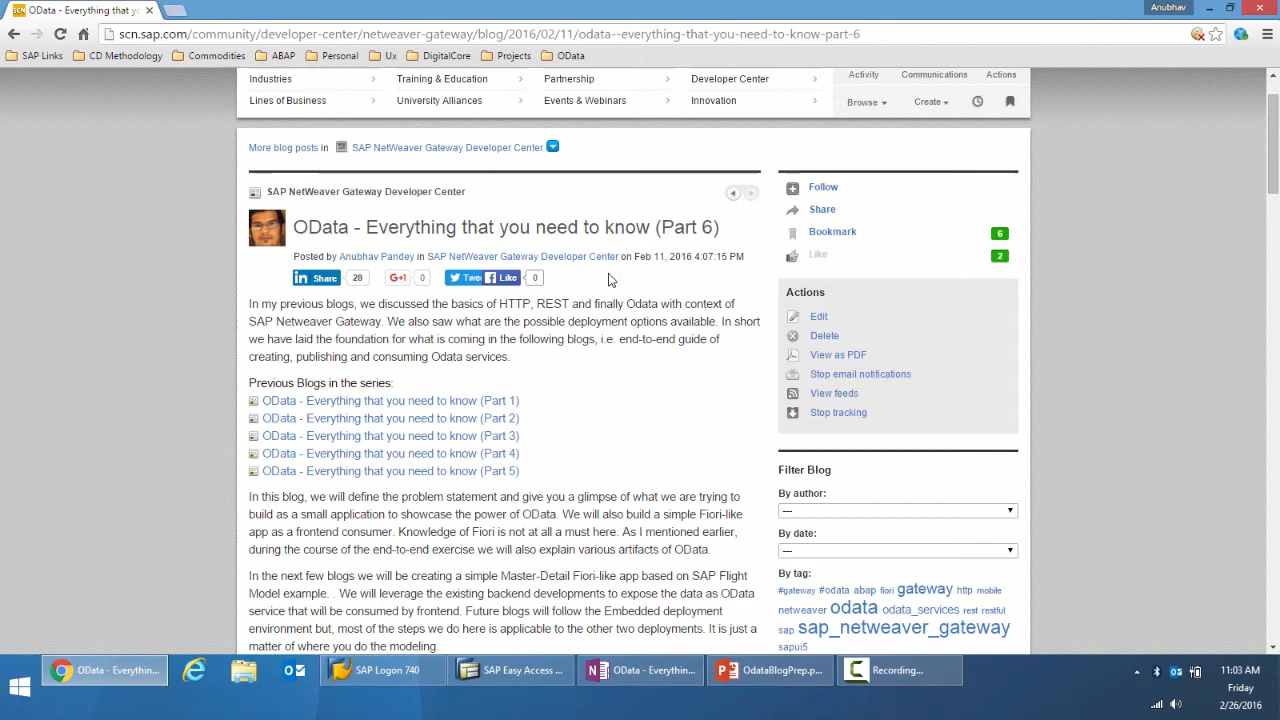 OData - Everything that yo
Anubhav
scn.sap.com/community/developer-center/netweaver-gateway/blog/2016/02/11/odata--everything-that-you-need-to-know-part-6
SAP Links CD Methodology ABAP Commodities Personal Ux DigitalCore Projects OData
Industries Training & Education Partnership Developer Center
Lines of Business University Alliances Events & Webinars Innovation
Activity Communications Actions
Browse Create
More blog posts in SAP NetWeaver Gateway Developer Center
SAP NetWeaver Gateway Developer Center
OData - Everything that you need to know (Part 6)
Posted by Anubhav Pandey in SAP NetWeaver Gateway Developer Center on Feb 11, 2016 4:07:15 PM
in Share 28 G+1 0 Twee Like 0
In my previous blogs, we discussed the basics of HTTP, REST and finally Odata with context of
SAP Netweaver Gateway. We also saw what are the possible deployment options available. In short
we have laid the foundation for what is coming in the following blogs, i.e. end-to-end guide of
creating, publishing and consuming Odata services.
Previous Blogs in the series:
OData - Everything that you need to know (Part 1)
OData - Everything that you need to know (Part 2)
OData - Everything that you need to know (Part 3)
OData - Everything that you need to know (Part 4)
OData - Everything that you need to know (Part 5)
In this blog, we will define the problem statement and give you a glimpse of what we are trying to
build as a small application to showcase the power of OData. We will also build a simple Fiori-like
app as a frontend consumer. Knowledge of Fiori is not at all a must here. As I mentioned earlier,
during the course of the end-to-end exercise we will also explain various artifacts of OData.
In the next few blogs we will be creating a simple Master-Detail Fiori-like app based on SAP Flight
Model example. . We will leverage the existing backend developments to expose the data as OData
service that will be consumed by frontend. Future blogs will follow the Embedded deployment
environment but, most of the steps we do here is applicable to the other two deployments. It is just a
matter of where you do the modeling.
Follow
Share
Bookmark 6
Like 2
Actions
Edit
Delete
View as PDF
Stop email notifications
View feeds
Stop tracking
Filter Blog
By author:
---
By date:
---
By tag:
#gateway #odata abap fiori gateway http mobile
netweaver odata odata_services rest restful
sap sap_netweaver_gateway
sapui5
OData - Everythin... SAP Logon 740 SAP Easy Access ... OData - Everythin... OdataBlogPrep.p... Recording...
11:03 AM
Friday
2/26/2016